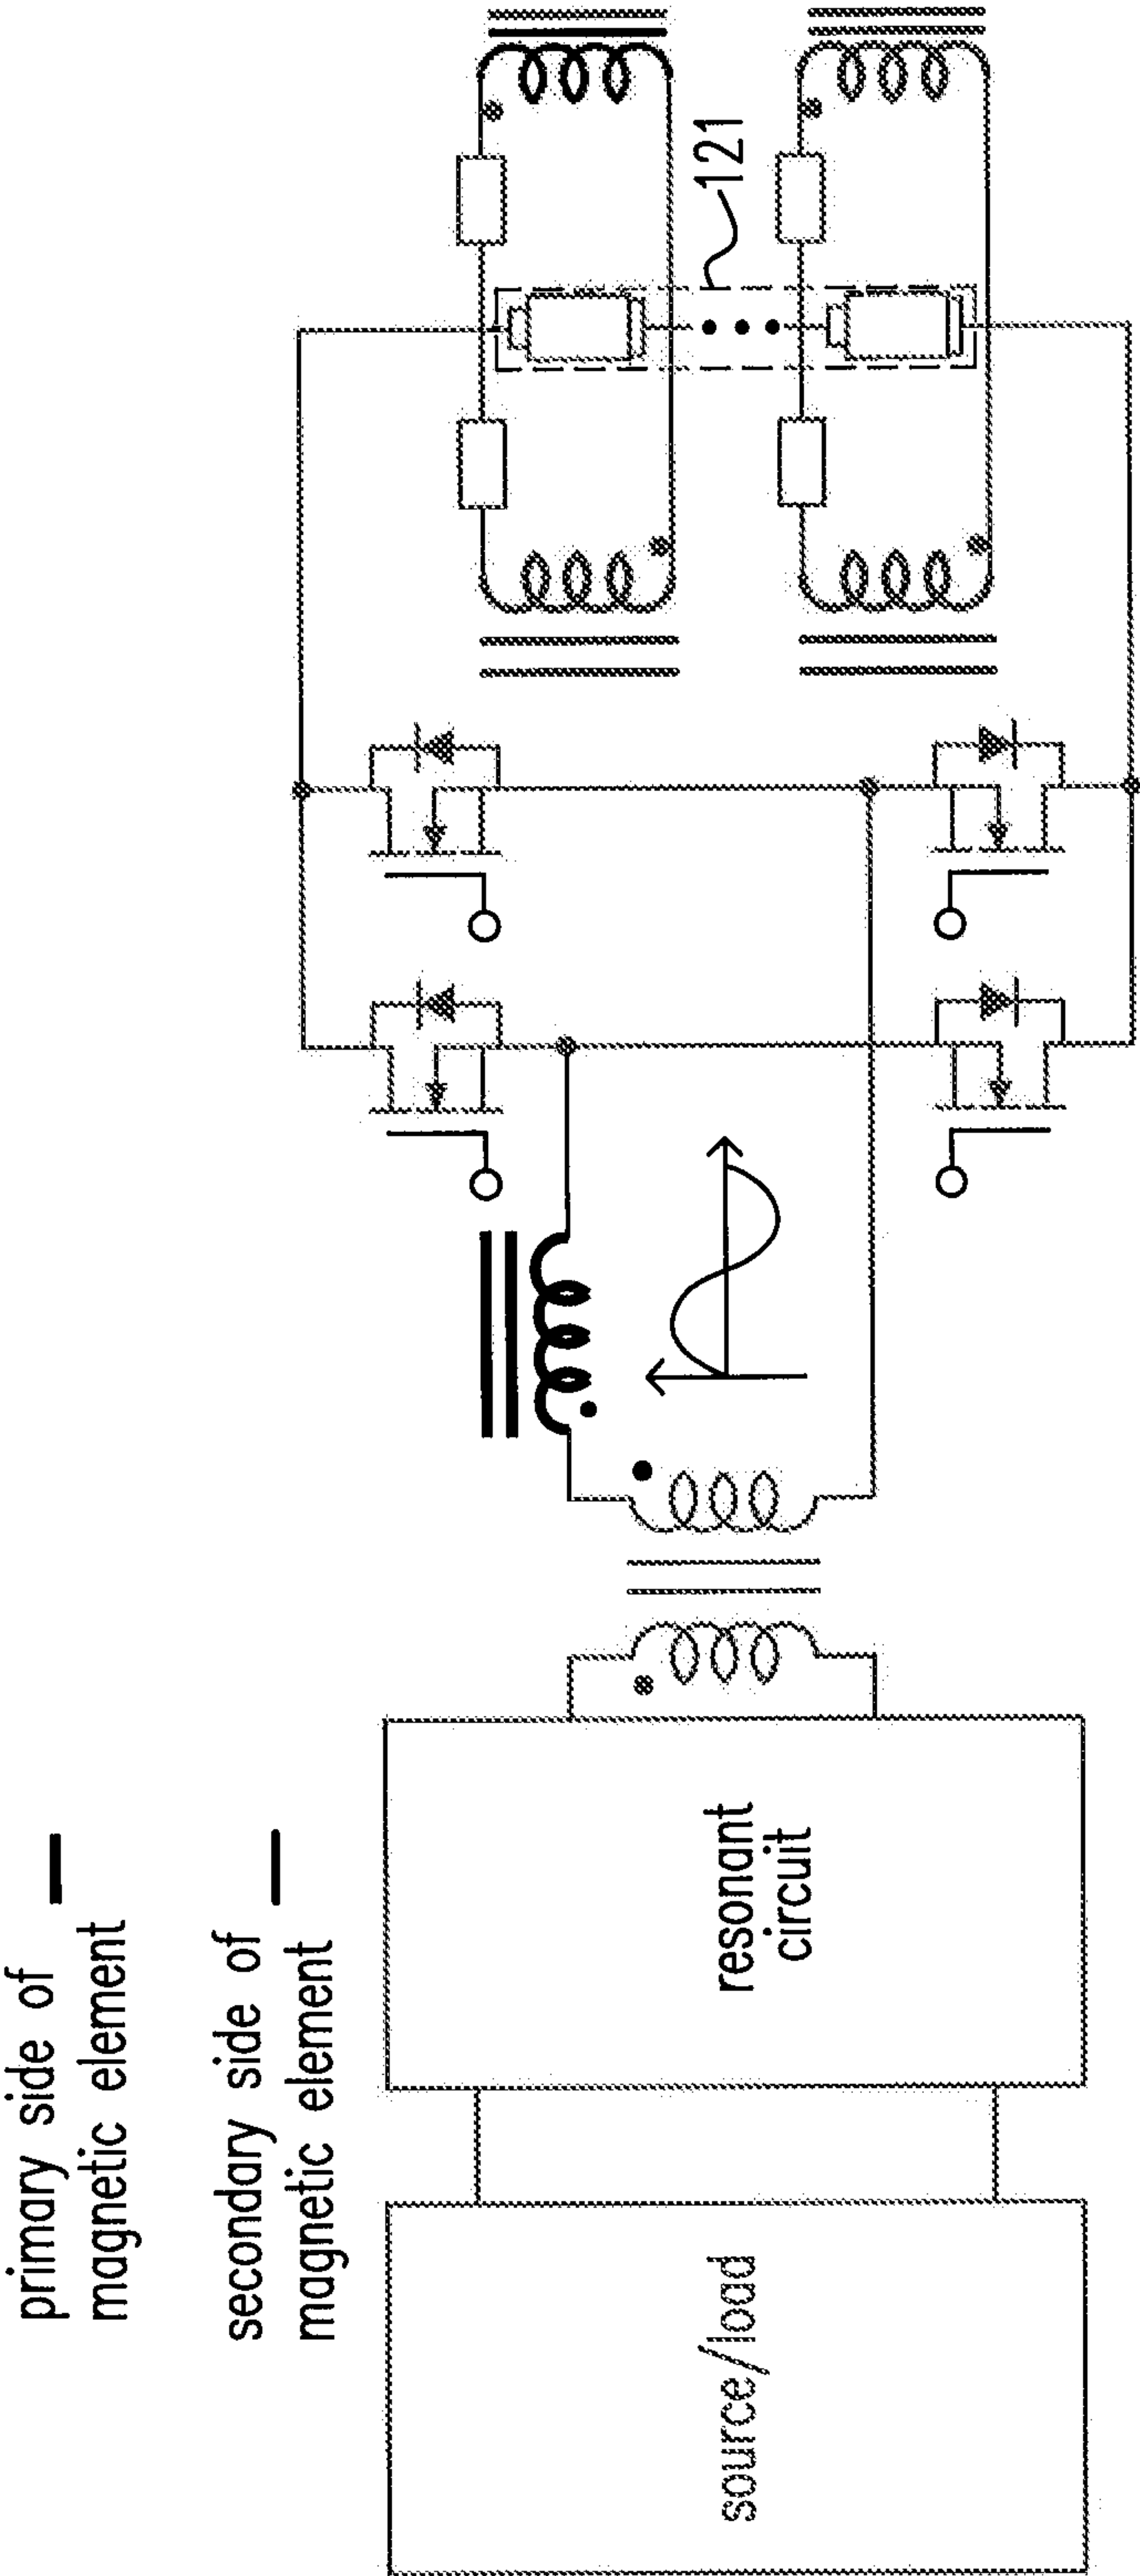 primary side of
magnetic element
secondary side of
magnetic element
source/load
resonant
circuit
121